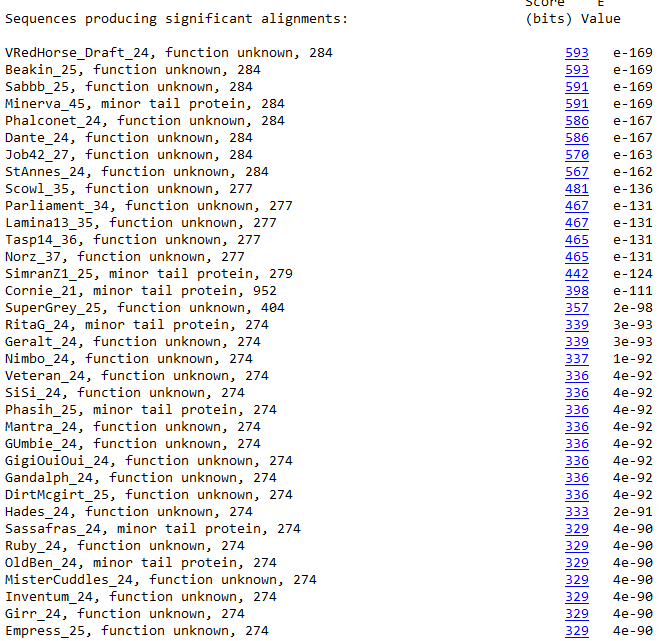 Score E
Sequences producing significant alignments: (bits) Value
VRedHorse_Draft_24, function unknown, 284 593 e-169
Beakin_25, function unknown, 284 593 e-169
Sabbb_25, function unknown, 284 591 e-169
Minerva_45, minor tail protein, 284 591 e-169
Phalconet_24, function unknown, 284 586 e-167
Dante_24, function unknown, 284 586 e-167
Job42_27, function unknown, 284 570 e-163
StAnnes_24, function unknown, 284 567 e-162
Scowl_35, function unknown, 277 481 e-136
Parliament_34, function unknown, 277 467 e-131
Lamina13_35, function unknown, 277 467 e-131
Tasp14_36, function unknown, 277 465 e-131
Norz_37, function unknown, 277 465 e-131
SimranZ1_25, minor tail protein, 279 442 e-124
Cornie_21, minor tail protein, 952 398 e-111
SuperGrey_25, function unknown, 404 357 2e-98
RitaG_24, minor tail protein, 274 339 3e-93
Geralt_24, function unknown, 274 339 3e-93
Nimbo_24, function unknown, 274 337 1e-92
Veteran_24, function unknown, 274 336 4e-92
SiSi_24, function unknown, 274 336 4e-92
Phasih_25, minor tail protein, 274 336 4e-92
Mantra_24, function unknown, 274 336 4e-92
GUmbie_24, function unknown, 274 336 4e-92
GigiOuiOui_24, function unknown, 274 336 4e-92
Gandalph_24, function unknown, 274 336 4e-92
DirtMcgirt_25, function unknown, 274 336 4e-92
Hades_24, function unknown, 274 333 2e-91
Sassafras_24, minor tail protein, 274 329 4e-90
Ruby_24, function unknown, 274 329 4e-90
OldBen_24, minor tail protein, 274 329 4e-90
MisterCuddles_24, function unknown, 274 329 4e-90
Inventum_24, function unknown, 274 329 4e-90
Girr_24, function unknown, 274 329 4e-90
Empress_25, function unknown, 274 329 4e-90